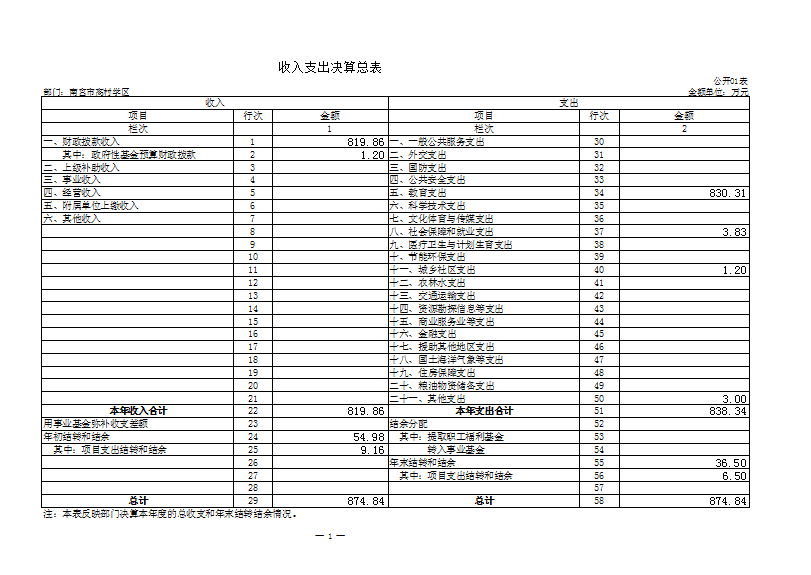 收入支出决算总表
公开01表
部门：南宫市高村学区 金额单位：万元
收入 支出
项目 行次 金额 项目 行次 金额
栏次 1 栏次 2
一、财政拨款收入 1 819.86 一、一般公共服务支出 30
其中：政府性基金预算财政拨款 2 1.20 二、外交支出 31
二、上级补助收入 3 三、国防支出 32
三、事业收入 4 四、公共安全支出 33
四、经营收入 5 五、教育支出 34 830.31
五、附属单位上缴收入 6 六、科学技术支出 35
六、其他收入 7 七、文化体育与传媒支出 36
8 八、社会保障和就业支出 37 3.83
9 九、医疗卫生与计划生育支出 38
10 十、节能环保支出 39
11 十一、城乡社区支出 40 1.20
12 十二、农林水支出 41
13 十三、交通运输支出 42
14 十四、资源勘探信息等支出 43
15 十五、商业服务业等支出 44
16 十六、金融支出 45
17 十七、援助其他地区支出 46
18 十八、国土海洋气象等支出 47
19 十九、住房保障支出 48
20 二十、粮油物资储备支出 49
21 二十一、其他支出 50 3.00
本年收入合计 22 819.86 本年支出合计 51 838.34
用事业基金弥补收支差额 23 结余分配 52
年初结转和结余 24 54.98 其中：提取职工福利基金 53
其中：项目支出结转和结余 25 9.16 转入事业基金 54
26 年末结转和结余 55 36.50
27 其中：项目支出结转和结余 56 6.50
28 57
总计 29 874.84 总计 58 874.84
注：本表反映部门决算本年度的总收支和年末结转结余情况。
— 1 —